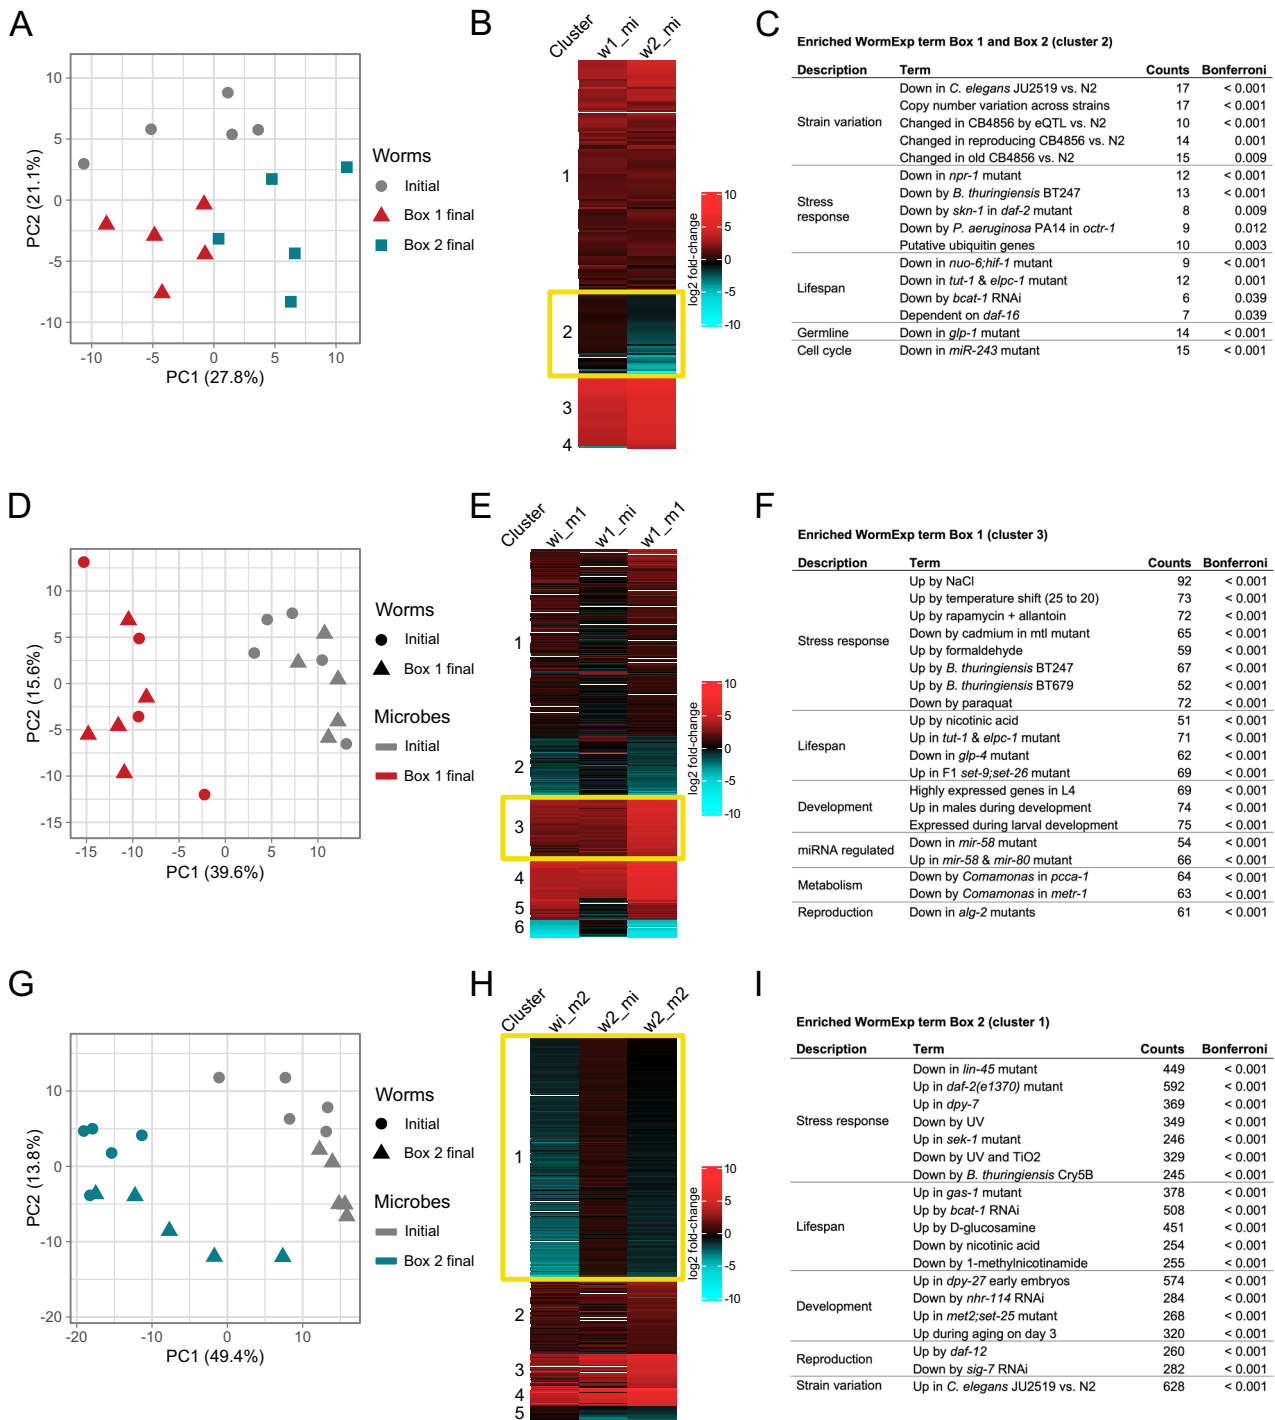 A
PC2 (21.1%)
10
5
0
-5
-10
-10
-5
0
5
10
PC1 (27.8%)
Worms
Initial
Box 1 final
Box 2 final
B
Cluster
w1_mi
w2_mi
1
2
3
4
log2 fold-change
10
5
0
-5
-10
C
Enriched WormExp term Box 1 and Box 2 (cluster 2)
Description Term Counts Bonferroni
Strain variation
Down in C. elegans JU2519 vs. N2 17 < 0.001
Copy number variation across strains 17 < 0.001
Changed in CB4856 by eQTL vs. N2 10 < 0.001
Changed in reproducing CB4856 vs. N2 14 0.001
Changed in old CB4856 vs. N2 15 0.009
Stress
response
Down in npr-1 mutant 12 < 0.001
Down by B. thuringiensis BT247 13 < 0.001
Down by skn-1 in daf-2 mutant 8 0.009
Down by P. aeruginosa PA14 in octr-1 9 0.012
Putative ubiquitin genes 10 0.003
Lifespan
Down in nuo-6;hif-1 mutant 9 < 0.001
Down in tut-1 & elpc-1 mutant 12 0.001
Down by bcat-1 RNAi 6 0.039
Dependent on daf-16 7 0.039
Germline Down in glp-1 mutant 14 < 0.001
Cell cycle Down in miR-243 mutant 15 < 0.001
D
PC2 (15.6%)
10
5
0
-5
-10
-15
-15
-10
-5
0
5
10
PC1 (39.6%)
Worms
Initial
Box 1 final
Microbes
Initial
Box 1 final
E
Cluster
wi_m1
w1_mi
w1_m1
1
2
3
4
5
6
log2 fold-change
10
5
0
-5
-10
F
Enriched WormExp term Box 1 (cluster 3)
Description Term Counts Bonferroni
Stress response
Up by NaCl 92 < 0.001
Up by temperature shift (25 to 20) 73 < 0.001
Up by rapamycin + allantoin 72 < 0.001
Down by cadmium in mtl mutant 65 < 0.001
Up by formaldehyde 59 < 0.001
Up by B. thuringiensis BT247 67 < 0.001
Up by B. thuringiensis BT679 52 < 0.001
Down by paraquat 72 < 0.001
Lifespan
Up by nicotinic acid 51 < 0.001
Up in tut-1 & elpc-1 mutant 71 < 0.001
Down in glp-4 mutant 62 < 0.001
Up in F1 set-9;set-26 mutant 69 < 0.001
Development
Highly expressed genes in L4 69 < 0.001
Up in males during development 74 < 0.001
Expressed during larval development 75 < 0.001
miRNA regulated
Down in mir-58 mutant 54 < 0.001
Up in mir-58 & mir-80 mutant 66 < 0.001
Metabolism
Down by Comamonas in pcca-1 64 < 0.001
Down by Comamonas in metr-1 63 < 0.001
Reproduction Down in alg-2 mutants 61 < 0.001
G
PC2 (13.8%)
10
0
-10
-20
-20
-10
0
10
PC1 (49.4%)
Worms
Initial
Box 2 final
Microbes
Initial
Box 2 final
H
Cluster
wi_m2
w2_mi
w2_m2
1
2
3
4
5
log2 fold-change
10
5
0
-5
-10
I
Enriched WormExp term Box 2 (cluster 1)
Description Term Counts Bonferroni
Stress response
Down in lin-45 mutant 449 < 0.001
Up in daf-2(e1370) mutant 592 < 0.001
Up in dpy-7 369 < 0.001
Down by UV 349 < 0.001
Up in sek-1 mutant 246 < 0.001
Down by UV and TiO2 329 < 0.001
Down by B. thuringiensis Cry5B 245 < 0.001
Lifespan
Up in gas-1 mutant 378 < 0.001
Up by bcat-1 RNAi 508 < 0.001
Up by D-glucosamine 451 < 0.001
Down by nicotinic acid 254 < 0.001
Down by 1-methylnicotinamide 255 < 0.001
Development
Up in dpy-27 early embryos 574 < 0.001
Down by nhr-114 RNAi 284 < 0.001
Up in met2;set-25 mutant 268 < 0.001
Up during aging on day 3 320 < 0.001
Reproduction
Up by daf-12 260 < 0.001
Down by sig-7 RNAi 282 < 0.001
Strain variation Up in C. elegans JU2519 vs. N2 628 < 0.001